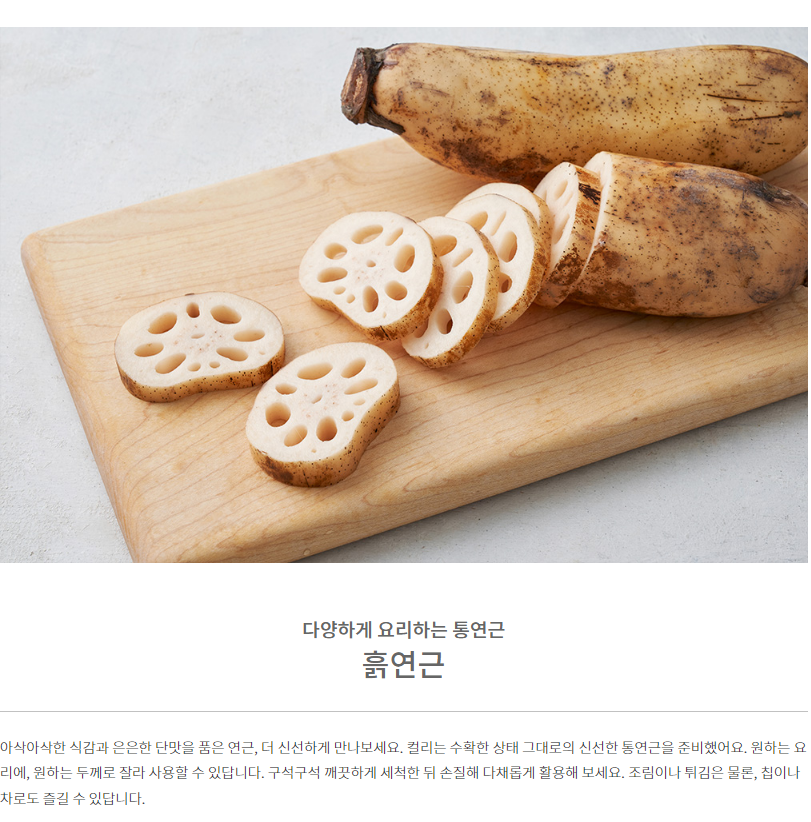 다양하게 요리하는 통연근
흙연근
아삭아삭한 식감과 은은한 단맛을 품은 연근, 더 신선하게 만나보세요. 컬리는 수확한 상태 그대로의 신선한 통연근을 준비했어요. 원하는 요
리에, 원하는 두께로 잘라 사용할 수 있답니다. 구석구석 깨끗하게 세척한 뒤 손질해 다채롭게 활용해 보세요. 조림이나 튀김은 물론, 칩이나
차로도 즐길 수 있답니다.